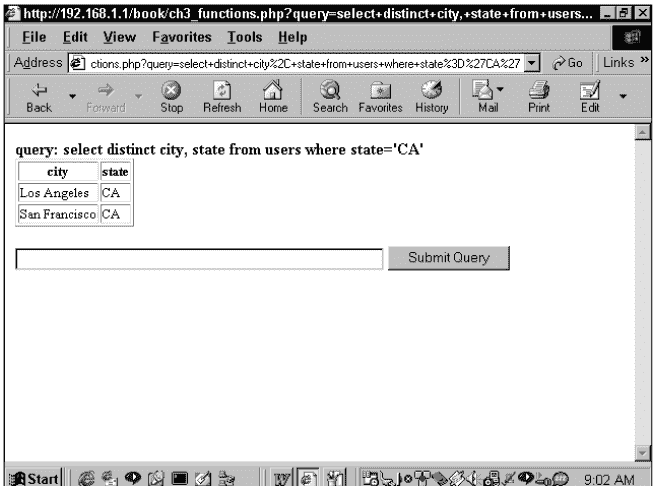 http://192.168.1.1/book/ch3_functions.php?query=select+distinct+city,+state+from+users...
File Edit View Favorites Tools Help
Address ctions.php?query=select+distinct+city%2C+state+from+users+where+state%3D%27CA%27 Go Links »
Back Forward Stop Refresh Home Search Favorites History Mail Print Edit
query: select distinct city, state from users where state='CA'
city state
Los Angeles CA
San Francisco CA
Submit Query
Start 9:02 AM